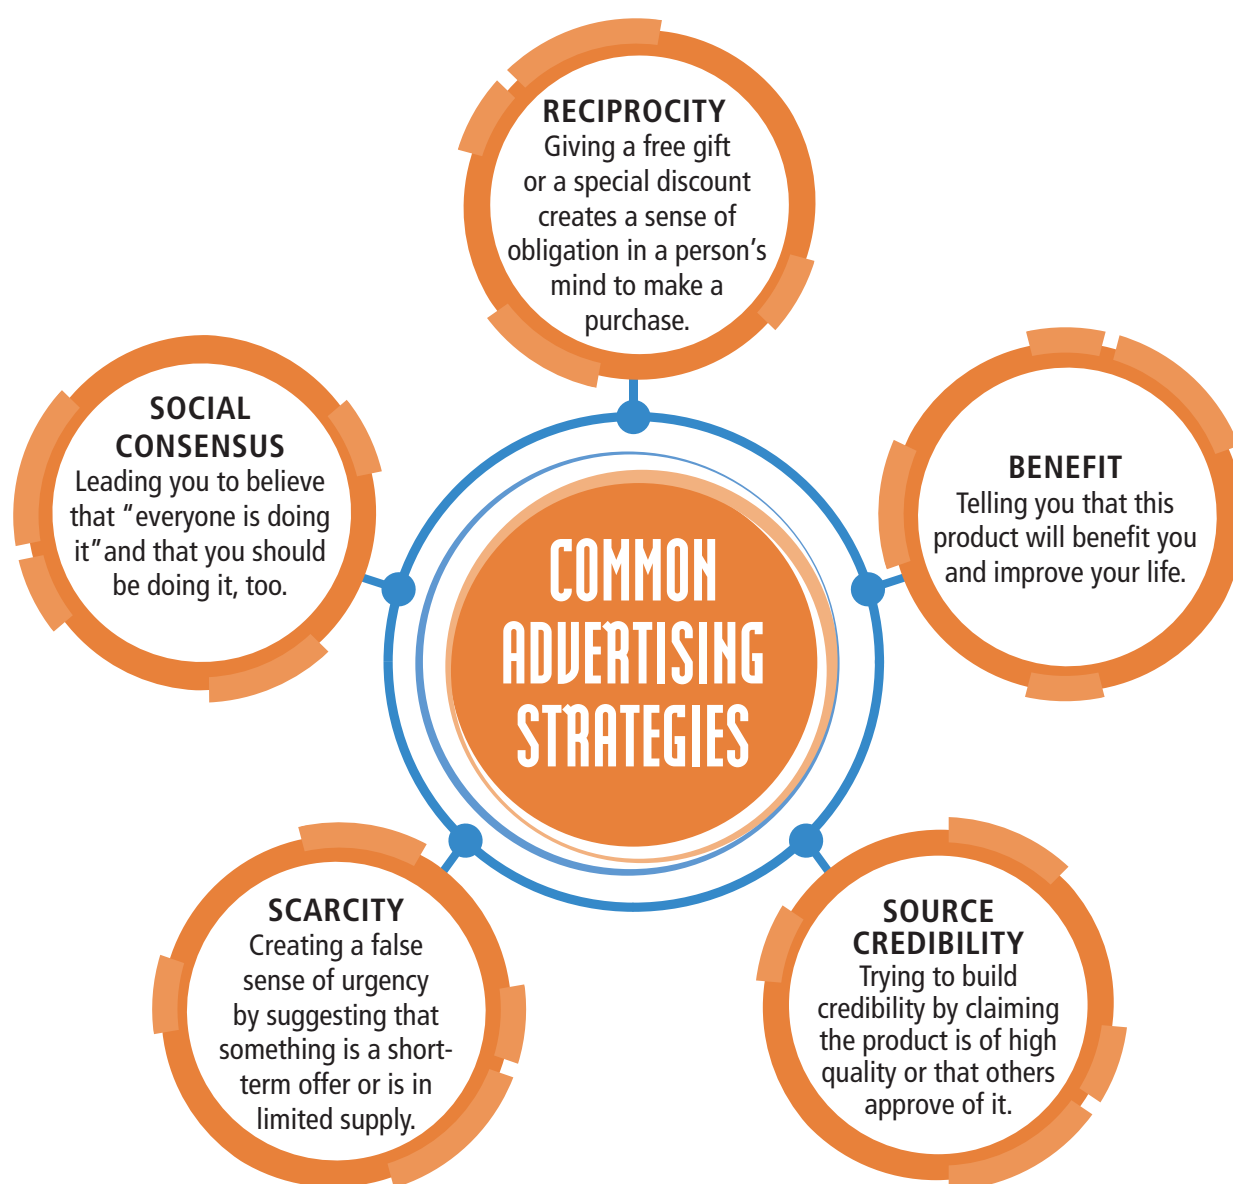 RECIPROCITY
Giving a free gift
or a special discount
creates a sense of
obligation in a person’s
mind to make a
purchase.
SOCIAL
CONSENSUS
Leading you to believe
that “everyone is doing
it” and that you should
be doing it, too.
BENEFIT
Telling you that this
product will benefit you
and improve your life.
COMMON
ADVERTISING
STRATEGIES
SCARCITY
Creating a false
sense of urgency
by suggesting that
something is a short-
term offer or is in
limited supply.
SOURCE
CREDIBILITY
Trying to build
credibility by claiming
the product is of high
quality or that others
approve of it.